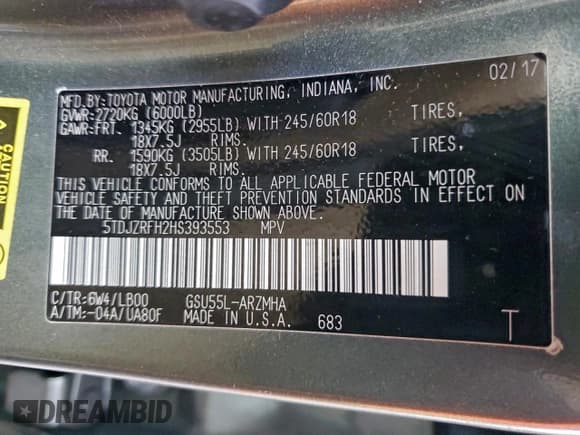 MFD.BY:TOYOTA MOTOR MANUFACTURING, INDIANA, INC. 02/17
GVWR:2720KG (6000LB)
GAWR:FRT. 1345KG (2955LB) WITH 245/60R18 TIRES,
18X7.5J RIMS.
RR. 1590KG (3505LB) WITH 245/60R18 TIRES,
18X7.5J RIMS.
THIS VEHICLE CONFORMS TO ALL APPLICABLE FEDERAL MOTOR
VEHICLE SAFETY AND THEFT PREVENTION STANDARDS IN EFFECT ON
THE DATE OF MANUFACTURE SHOWN ABOVE.
5TDJZRFH2HS393553 MPV
C/TR:6W4/LB00 GSU55L-ARZMHA
A/TM:-04A/UA80F MADE IN U.S.A. 683 T
CAUTION
DREAMBID